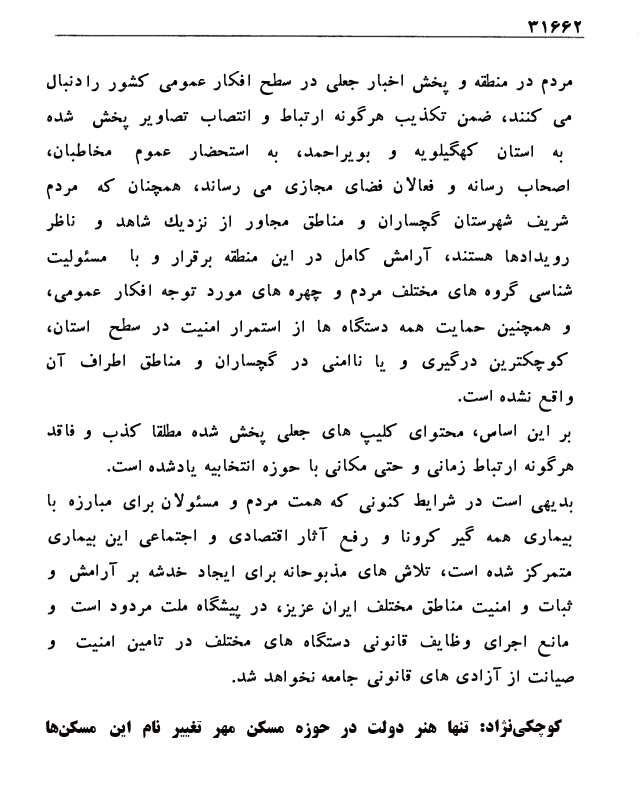 ۳۱۶۶۲
مردم در منطقه و پخش اخبار جعلی در سطح افکار عمومی کشور را دنبال
می کنند، ضمن تکذیب هرگونه ارتباط و انتصاب تصاویر پخش شده
به استان کهگیلویه و بویراحمد، به استحضار عموم مخاطبان،
اصحاب رسانه و فعالان فضای مجازی می رساند، همچنان که مردم
شریف شهرستان گچساران و مناطق مجاور از نزدیك شاهد و ناظر
رویدادها هستند، آرامش کامل در این منطقه برقرار و با مسئولیت
شناسی گروه های مختلف مردم و چهره های مورد توجه افکار عمومی،
و همچنین حمایت همه دستگاه ها از استمرار امنیت در سطح استان،
کوچکترین درگیری و یا ناامنی در گچساران و مناطق اطراف آن
واقع نشده است.
بر این اساس، محتوای کلیپ های جعلی پخش شده مطلقا کذب و فاقد
هرگونه ارتباط زمانی و حتی مکانی با حوزه انتخابیه یادشده است.
بدیهی است در شرایط کنونی که همت مردم و مسئولان برای مبارزه با
بیماری همه گیر کرونا و رفع آثار اقتصادی و اجتماعی این بیماری
متمرکز شده است، تلاش های مذبوحانه برای ایجاد خدشه بر آرامش و
ثبات و امنیت مناطق مختلف ایران عزیز، در پیشگاه ملت مردود است و
مانع اجرای وظایف قانونی دستگاه های مختلف در تامین امنیت و
صیانت از آزادی های قانونی جامعه نخواهد شد.
کوچکی‌نژاد: تنها هنر دولت در حوزه مسکن مهر تغییر نام این مسکن‌ها